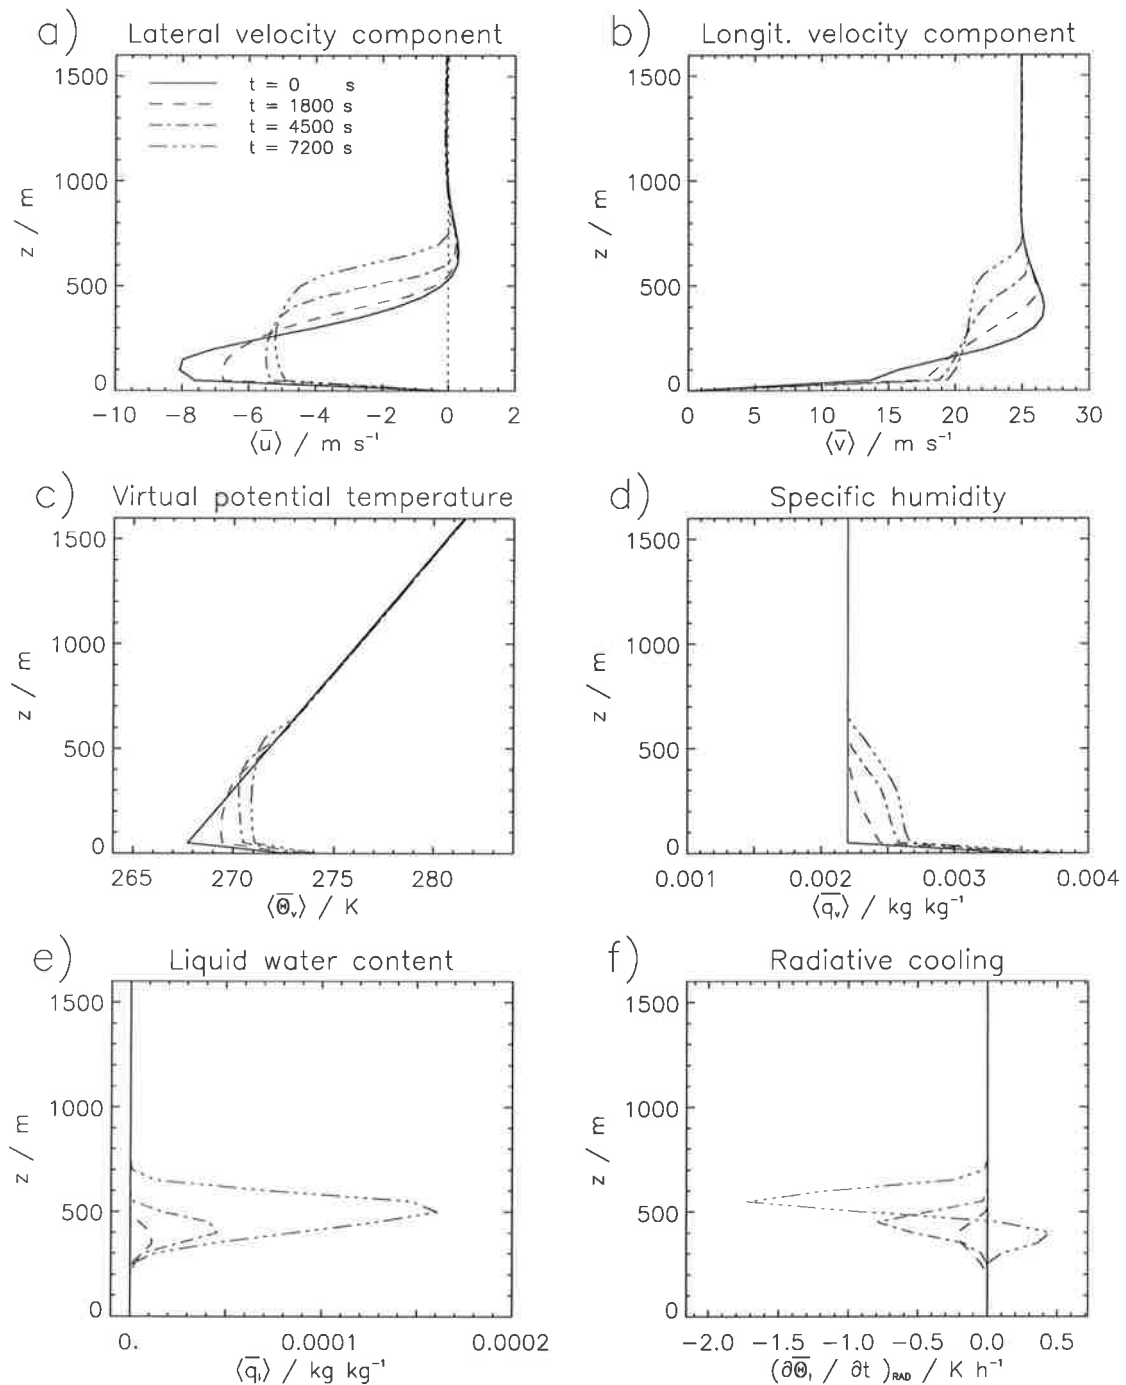 a) Lateral velocity component
t = 0 s
t = 1800 s
t = 4500 s
t = 7200 s
1500
1000
500
0
z / m
−10 −8 −6 −4 −2 0 2
⟨u̅⟩ / m s⁻¹
b) Longit. velocity component
1500
1000
500
0
z / m
0 5 10 15 20 25 30
⟨v̅⟩ / m s⁻¹
c) Virtual potential temperature
1500
1000
500
0
z / m
265 270 275 280
⟨Θ̅ᵥ⟩ / K
d) Specific humidity
1500
1000
500
0
z / m
0.001 0.002 0.003 0.004
⟨q̅ᵥ⟩ / kg kg⁻¹
e) Liquid water content
1500
1000
500
0
z / m
0. 0.0001 0.0002
⟨q̅ₗ⟩ / kg kg⁻¹
f) Radiative cooling
1500
1000
500
0
z / m
−2.0 −1.5 −1.0 −0.5 0.0 0.5
(∂Θ̅ₗ / ∂t )RAD / K h⁻¹